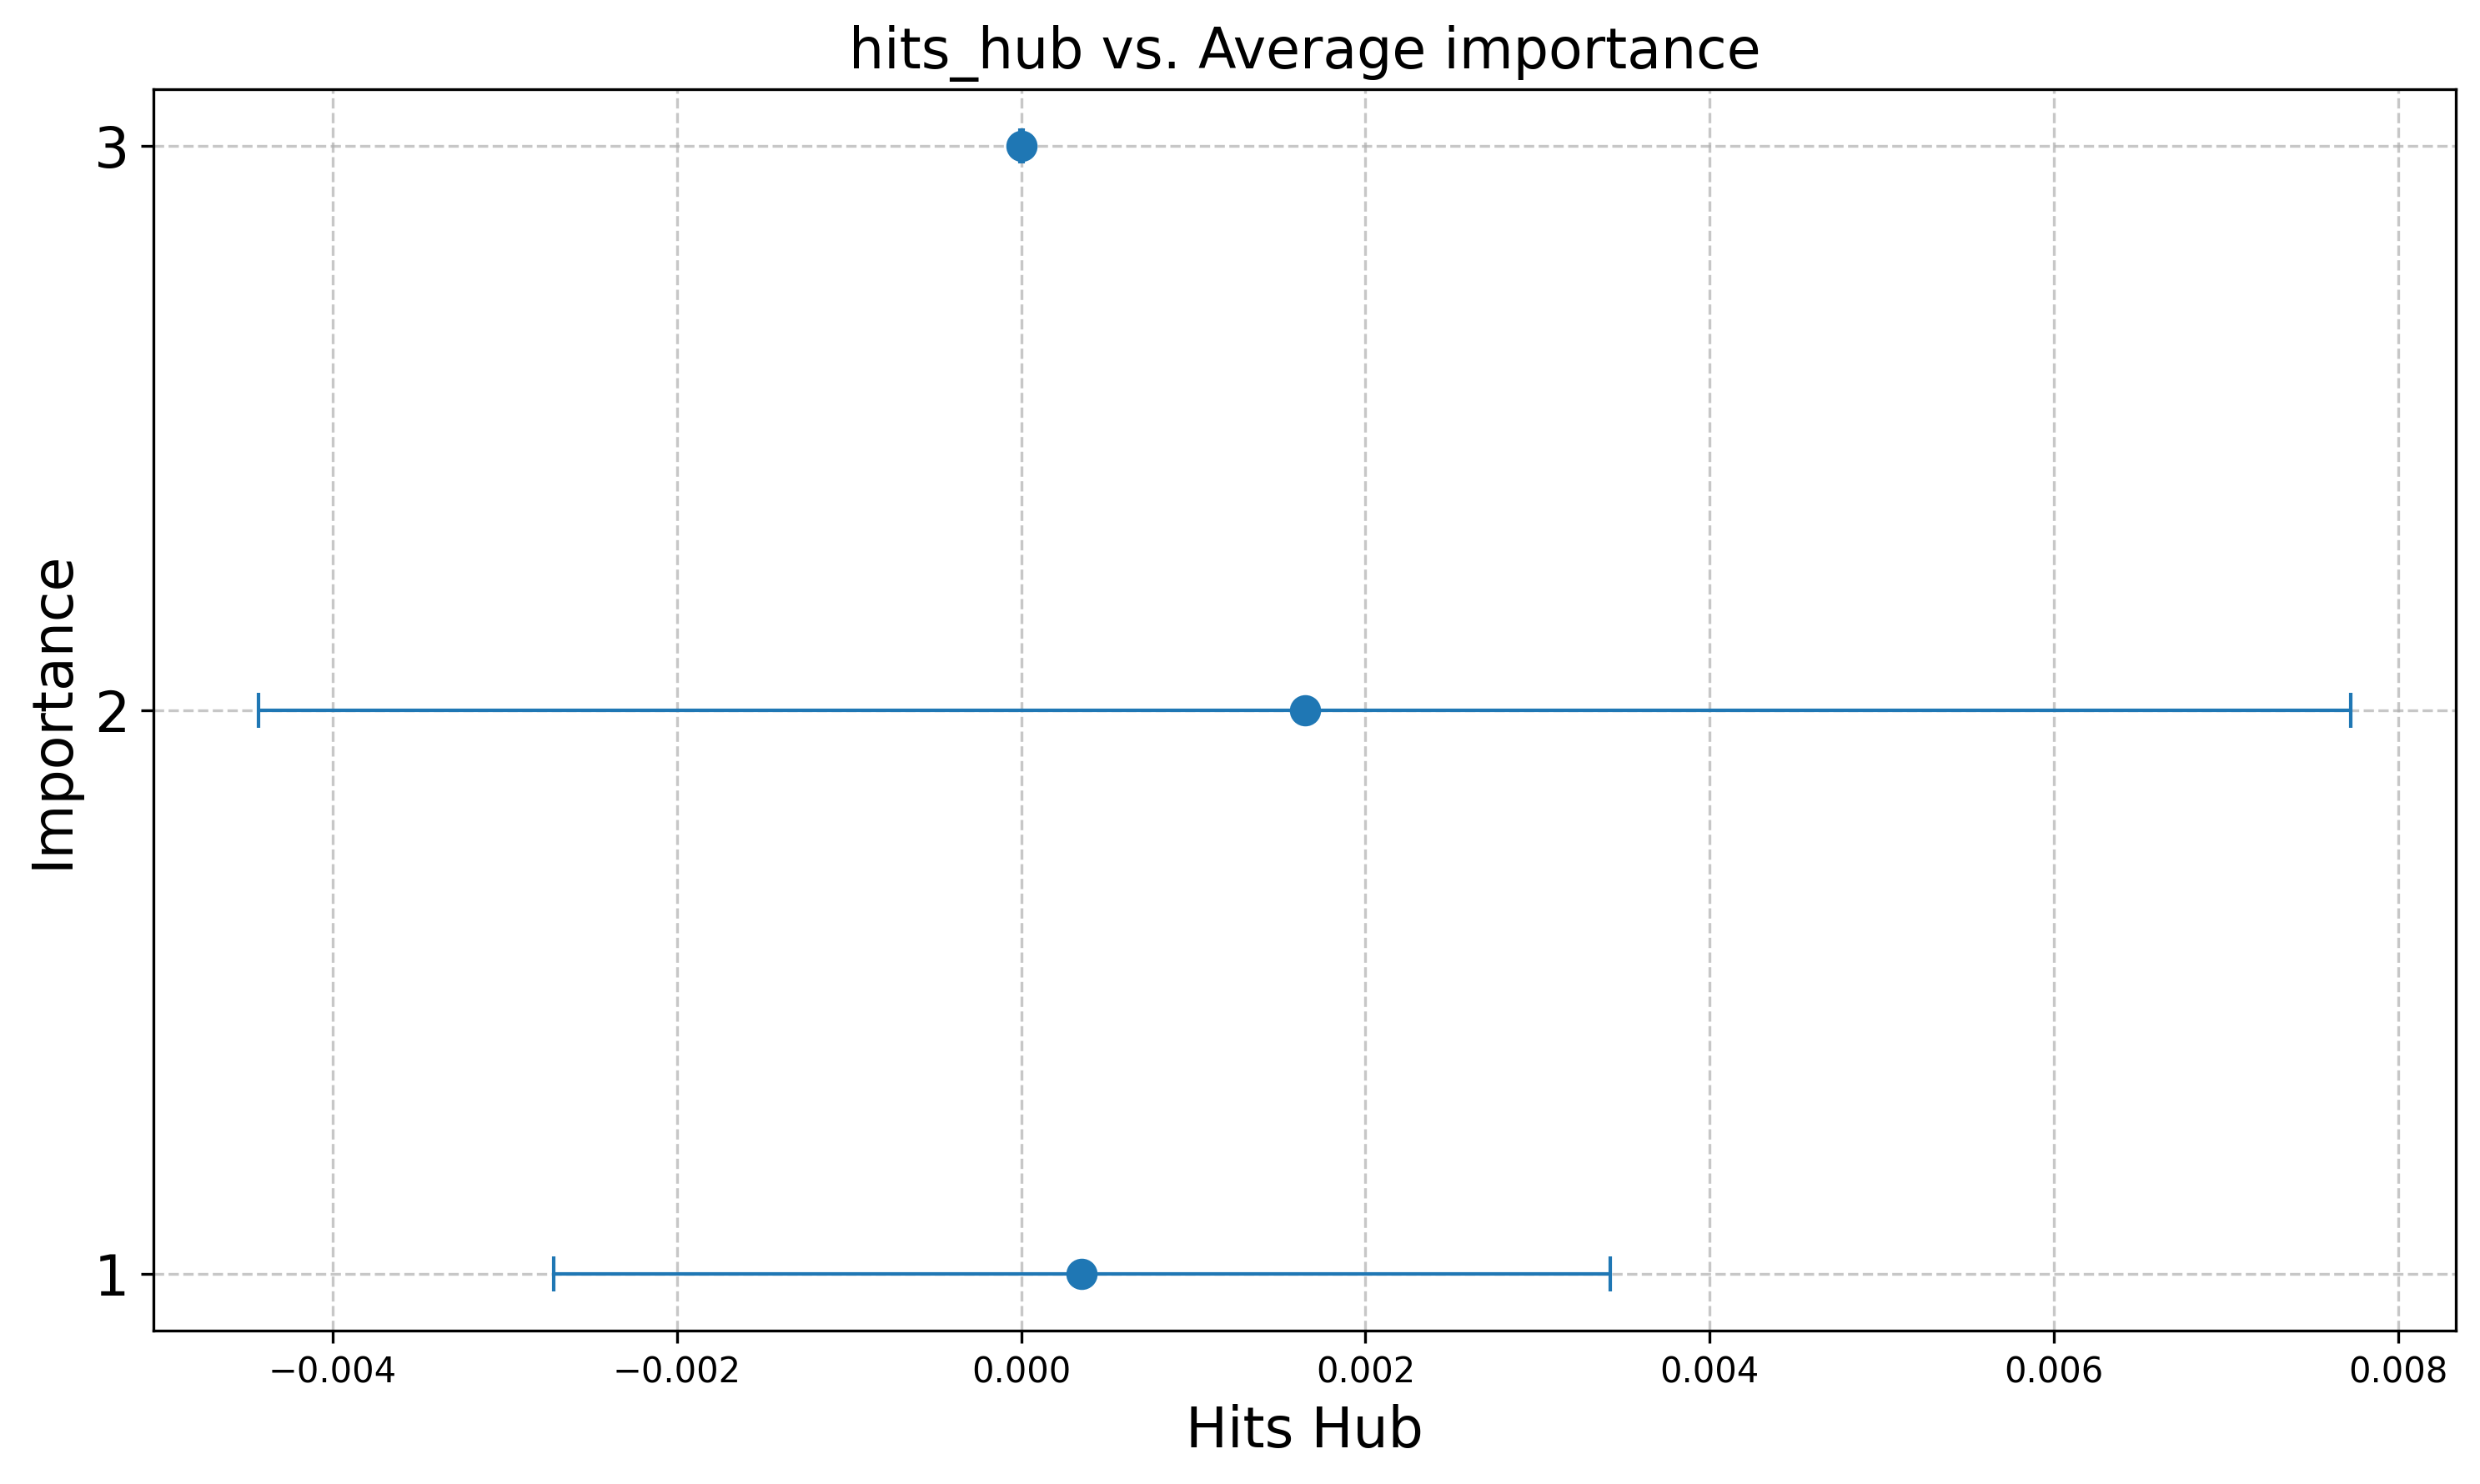 hits_hub vs. Average importance
3
2
1
Importance
−0.004 −0.002 0.000 0.002 0.004 0.006 0.008
Hits Hub